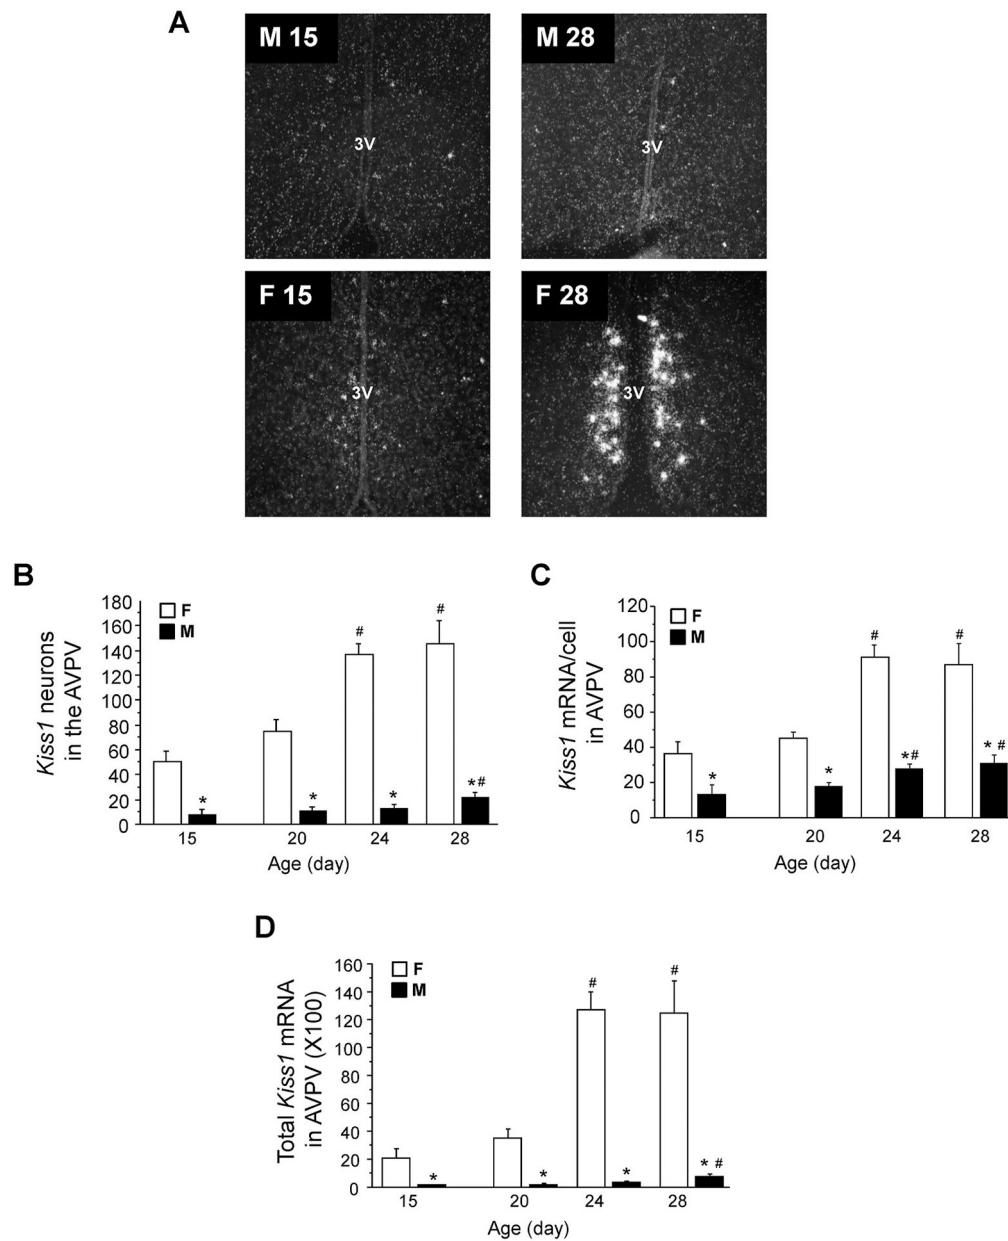 A
M 15
M 28
3V
3V
F 15
F 28
3V
3V
B
Kiss1 neurons
in the AVPV
180
160
140
120
100
80
60
40
20
0
F
M
#
#
*
*
*
*#
15
20
24
28
Age (day)
C
Kiss1 mRNA/cell
in AVPV
120
100
80
60
40
20
0
F
M
#
#
*
*
*#
* #
15
20
24
28
Age (day)
D
Total Kiss1 mRNA
in AVPV (X100)
160
140
120
100
80
60
40
20
0
F
M
#
#
*
*
*
* #
15
20
24
28
Age (day)